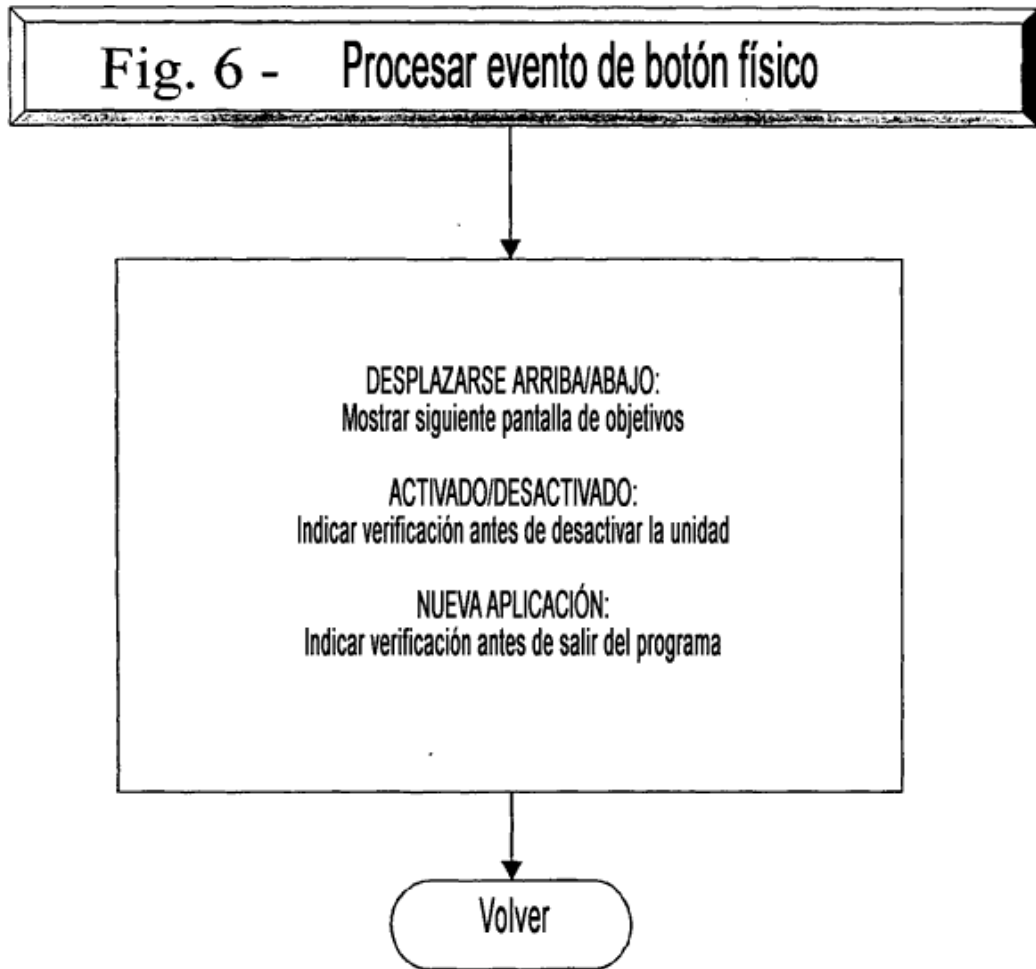 Fig. 6 - Procesar evento de botón físico
DESPLAZARSE ARRIBA/ABAJO:
Mostrar siguiente pantalla de objetivos
ACTIVADO/DESACTIVADO:
Indicar verificación antes de desactivar la unidad
NUEVA APLICACIÓN:
Indicar verificación antes de salir del programa
Volver